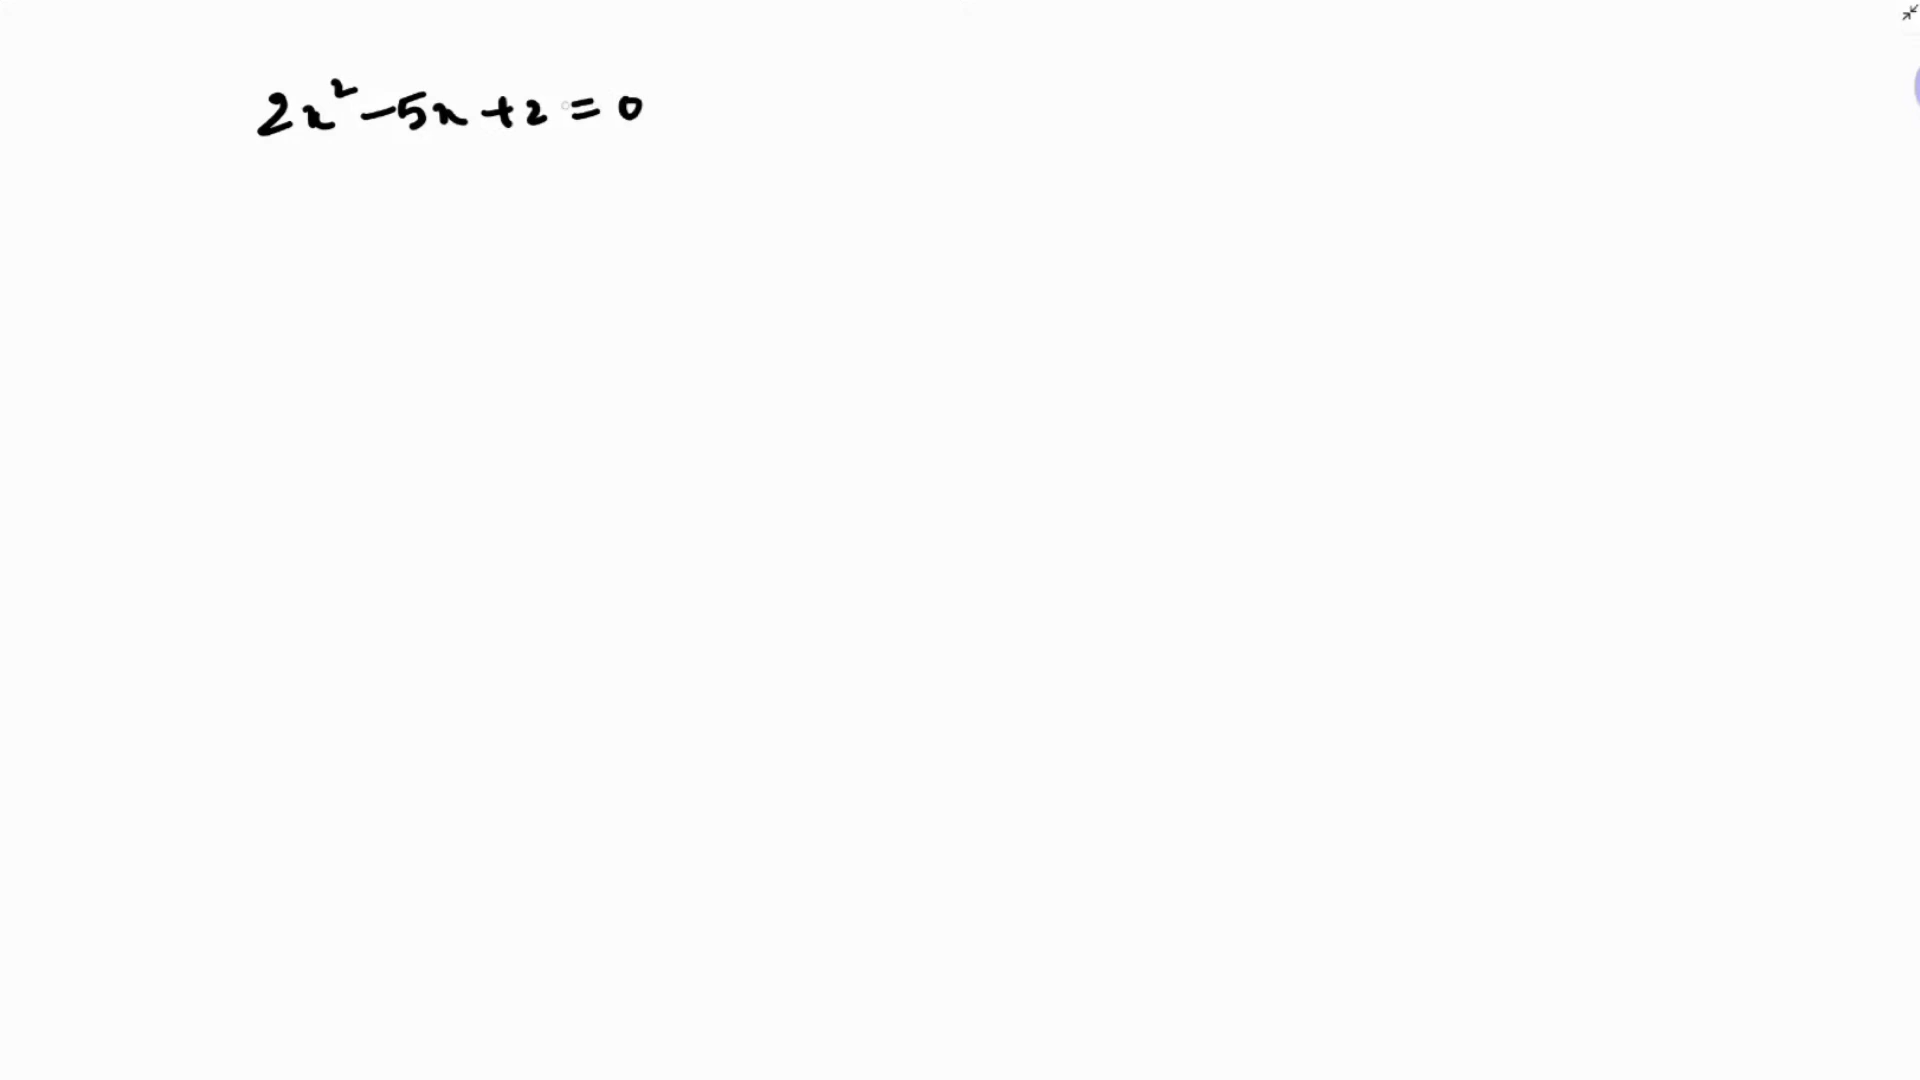 2x² - 5x + 2 = 0